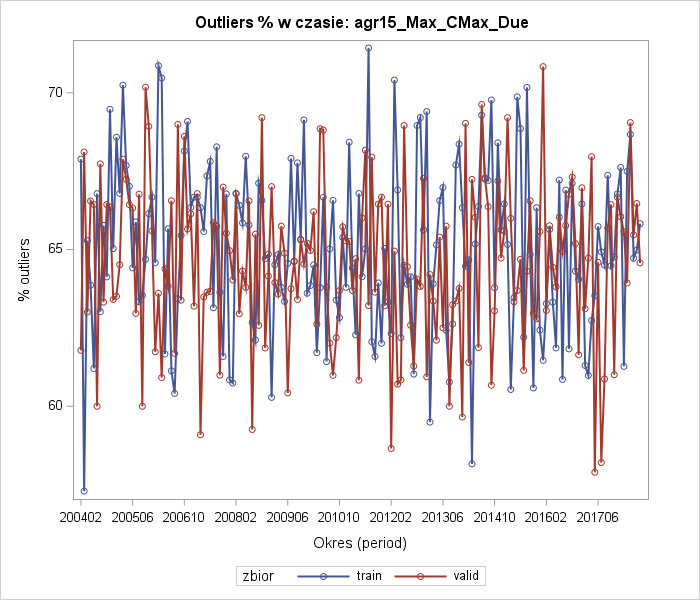 Outliers % w czasie: agr15_Max_CMax_Due
% outliers
70
65
60
200402 200506 200610 200802 200906 201010 201202 201306 201410 201602 201706
Okres (period)
zbior train valid